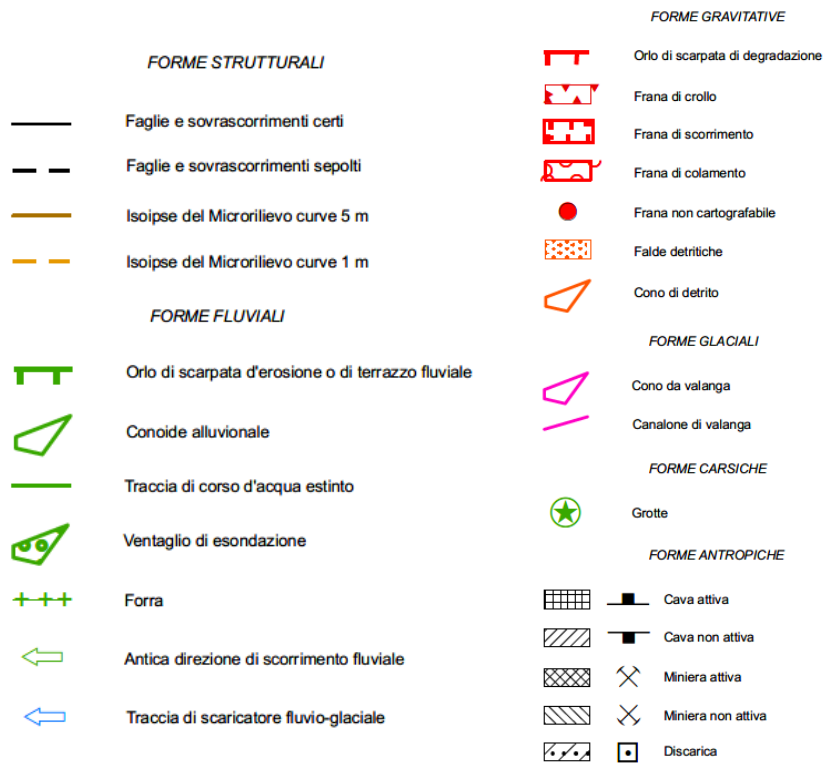 FORME STRUTTURALI
Faglie e sovrascorrimenti certi
Faglie e sovrascorrimenti sepolti
Isoipse del Microrilievo curve 5 m
Isoipse del Microrilievo curve 1 m
FORME FLUVIALI
Orlo di scarpata d'erosione o di terrazzo fluviale
Conoide alluvionale
Traccia di corso d'acqua estinto
Ventaglio di esondazione
Forra
Antica direzione di scorrimento fluviale
Traccia di scaricatore fluvio-glaciale
FORME GRAVITATIVE
Orlo di scarpata di degradazione
Frana di crollo
Frana di scorrimento
Frana di colamento
Frana non cartografabile
Falde detritiche
Cono di detrito
FORME GLACIALI
Cono da valanga
Canalone di valanga
FORME CARSICHE
Grotte
FORME ANTROPICHE
Cava attiva
Cava non attiva
Miniera attiva
Miniera non attiva
Discarica